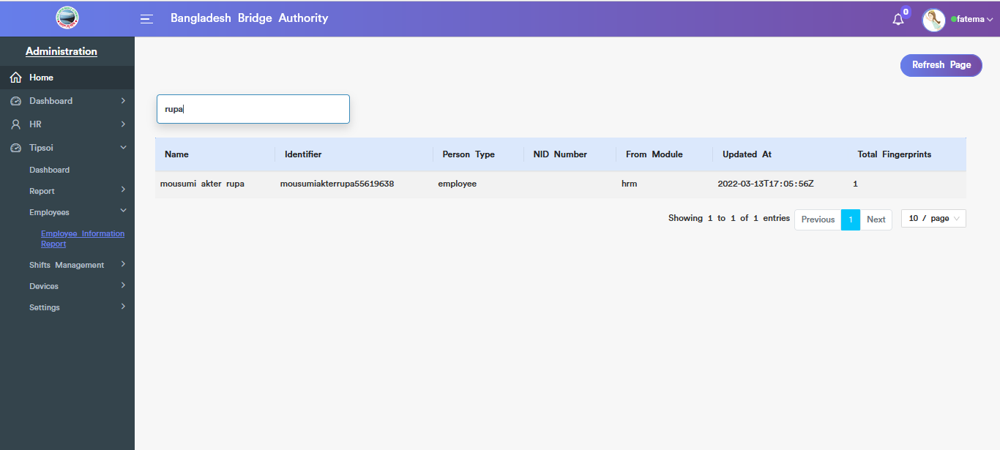 Bangladesh Bridge Authority
0
fatema
Administration
Home
Dashboard
HR
Tipsoi
Dashboard
Report
Employees
Employee Information
Report
Shifts Management
Devices
Settings
Refresh Page
rupa
Name Identifier Person Type NID Number From Module Updated At Total Fingerprints
mousumi akter rupa mousumiakterrupa55619638 employee hrm 2022-03-13T17:05:56Z 1
Showing 1 to 1 of 1 entries Previous 1 Next 10 / page